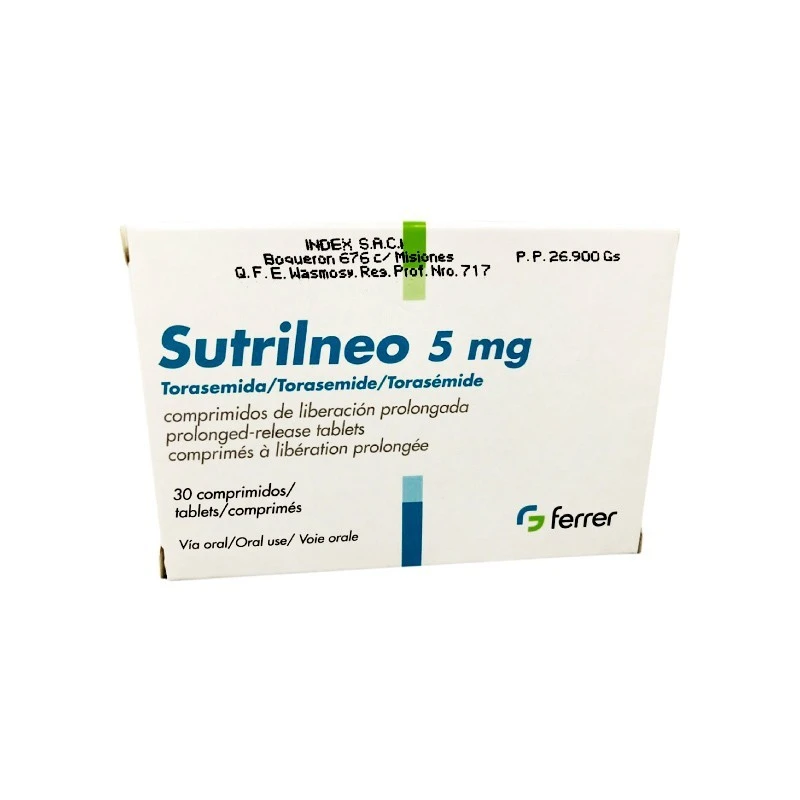 INDEX S.A.C.I
Boqueron 676 c/ Misiones
Q.F.E. Wasmosy. Res. Prof. Nro. 717
P.P. 26.900 Gs
Sutrilneo 5 mg
Torasemida/Torasemide/Torasémide
comprimidos de liberación prolongada
prolonged-release tablets
comprimés à libération prolongée
30 comprimidos/
tablets/comprimés
Vía oral/Oral use/ Voie orale
ferrer